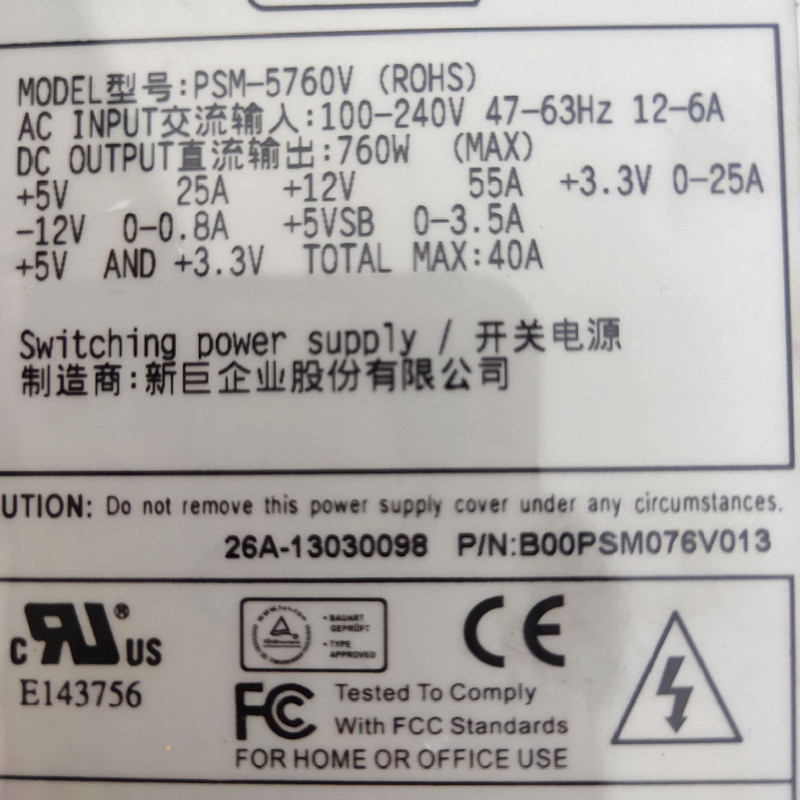 MODEL型号:PSM-5760V (ROHS)
AC INPUT交流输入:100-240V 47-63Hz 12-6A
DC OUTPUT直流输出:760W (MAX)
+5V 25A +12V 55A +3.3V 0-25A
-12V 0-0.8A +5VSB 0-3.5A
+5V AND +3.3V TOTAL MAX:40A
Switching power supply / 开关电源
制造商:新巨企业股份有限公司
UTION: Do not remove this power supply cover under any circumstances.
26A-13030098 P/N:B00PSM076V013
c RU ® US
E143756
BAUART
GEPRÜFT
TYPE
APPROVED
CE
FC Tested To Comply
With FCC Standards
FOR HOME OR OFFICE USE